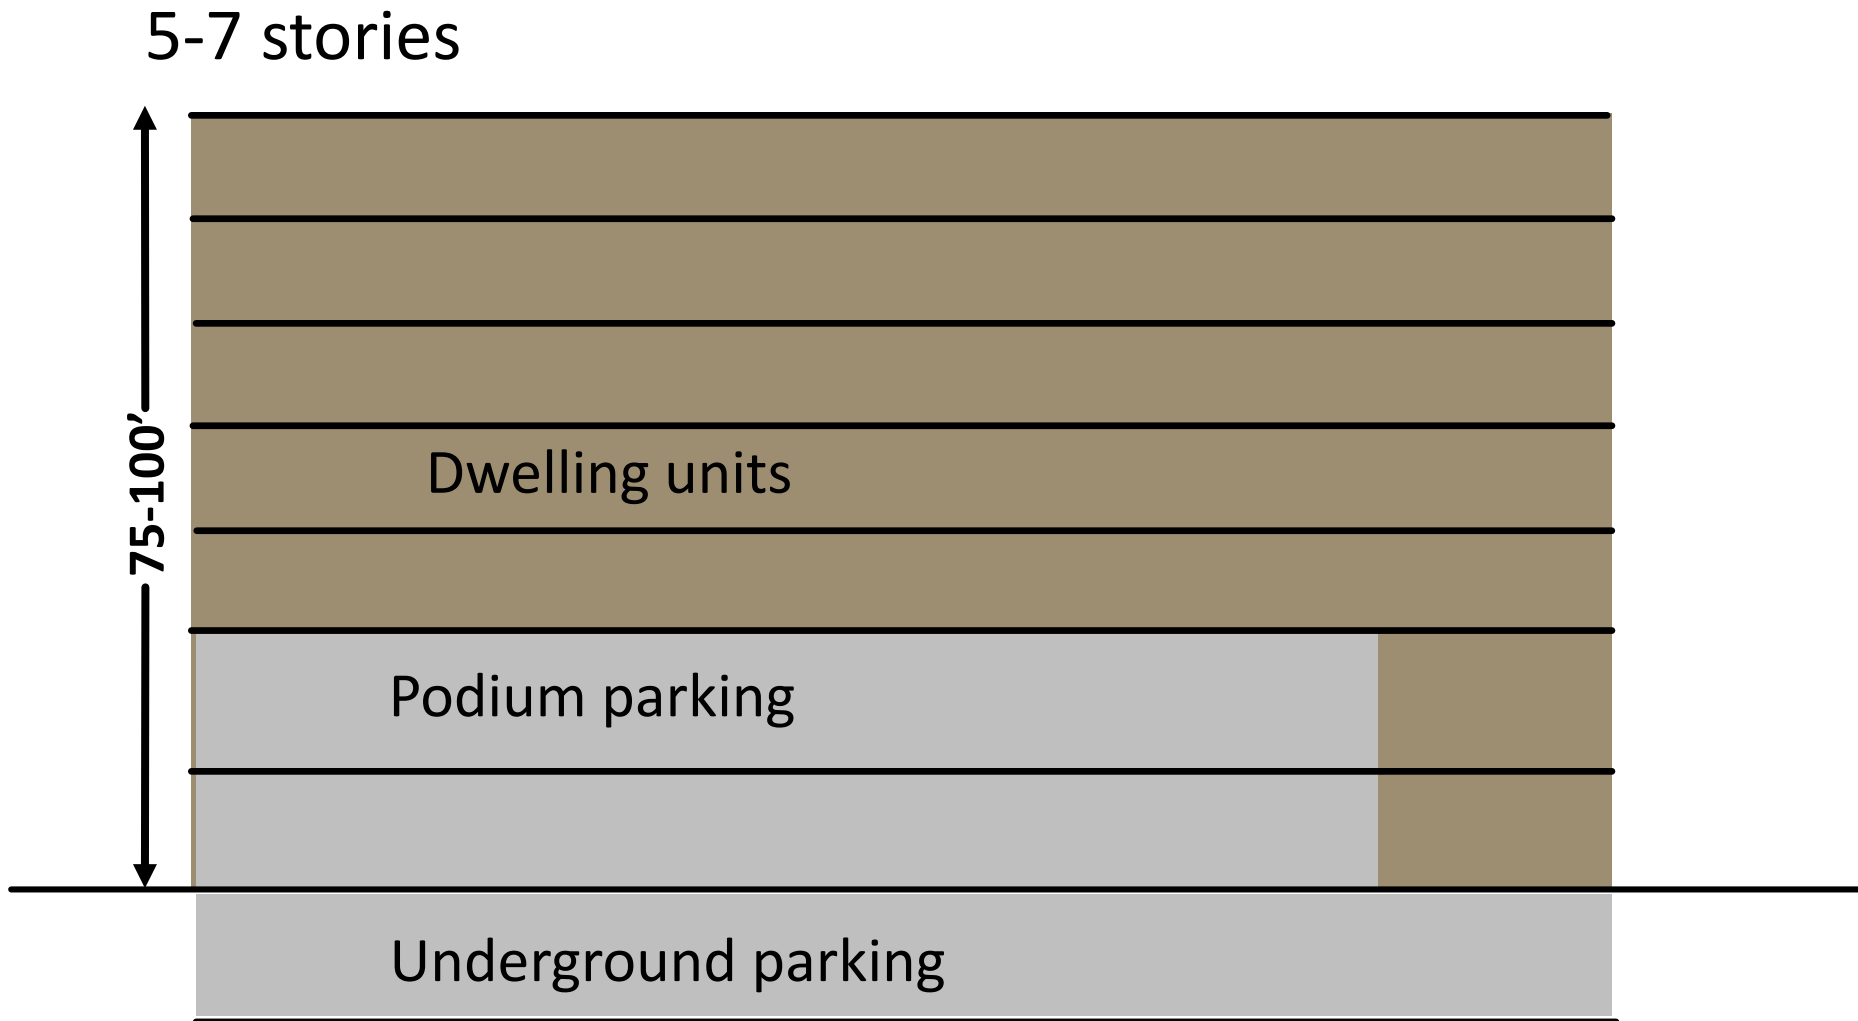 5-7 stories
75-100’
Dwelling units
Podium parking
Underground parking